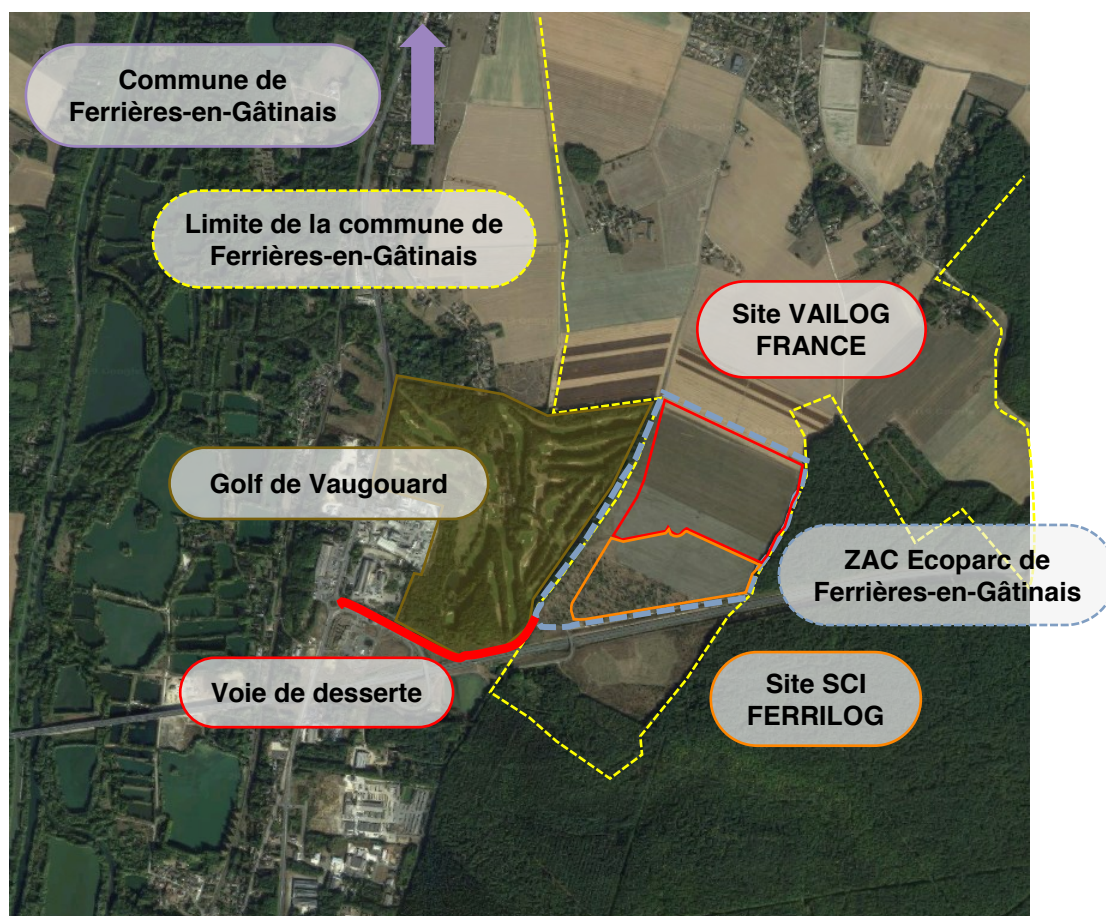 Commune de
Ferrières-en-Gâtinais
Limite de la commune de
Ferrières-en-Gâtinais
Site VAILOG
FRANCE
Golf de Vaugouard
ZAC Ecoparc de
Ferrières-en-Gâtinais
Voie de desserte
Site SCI
FERRILOG